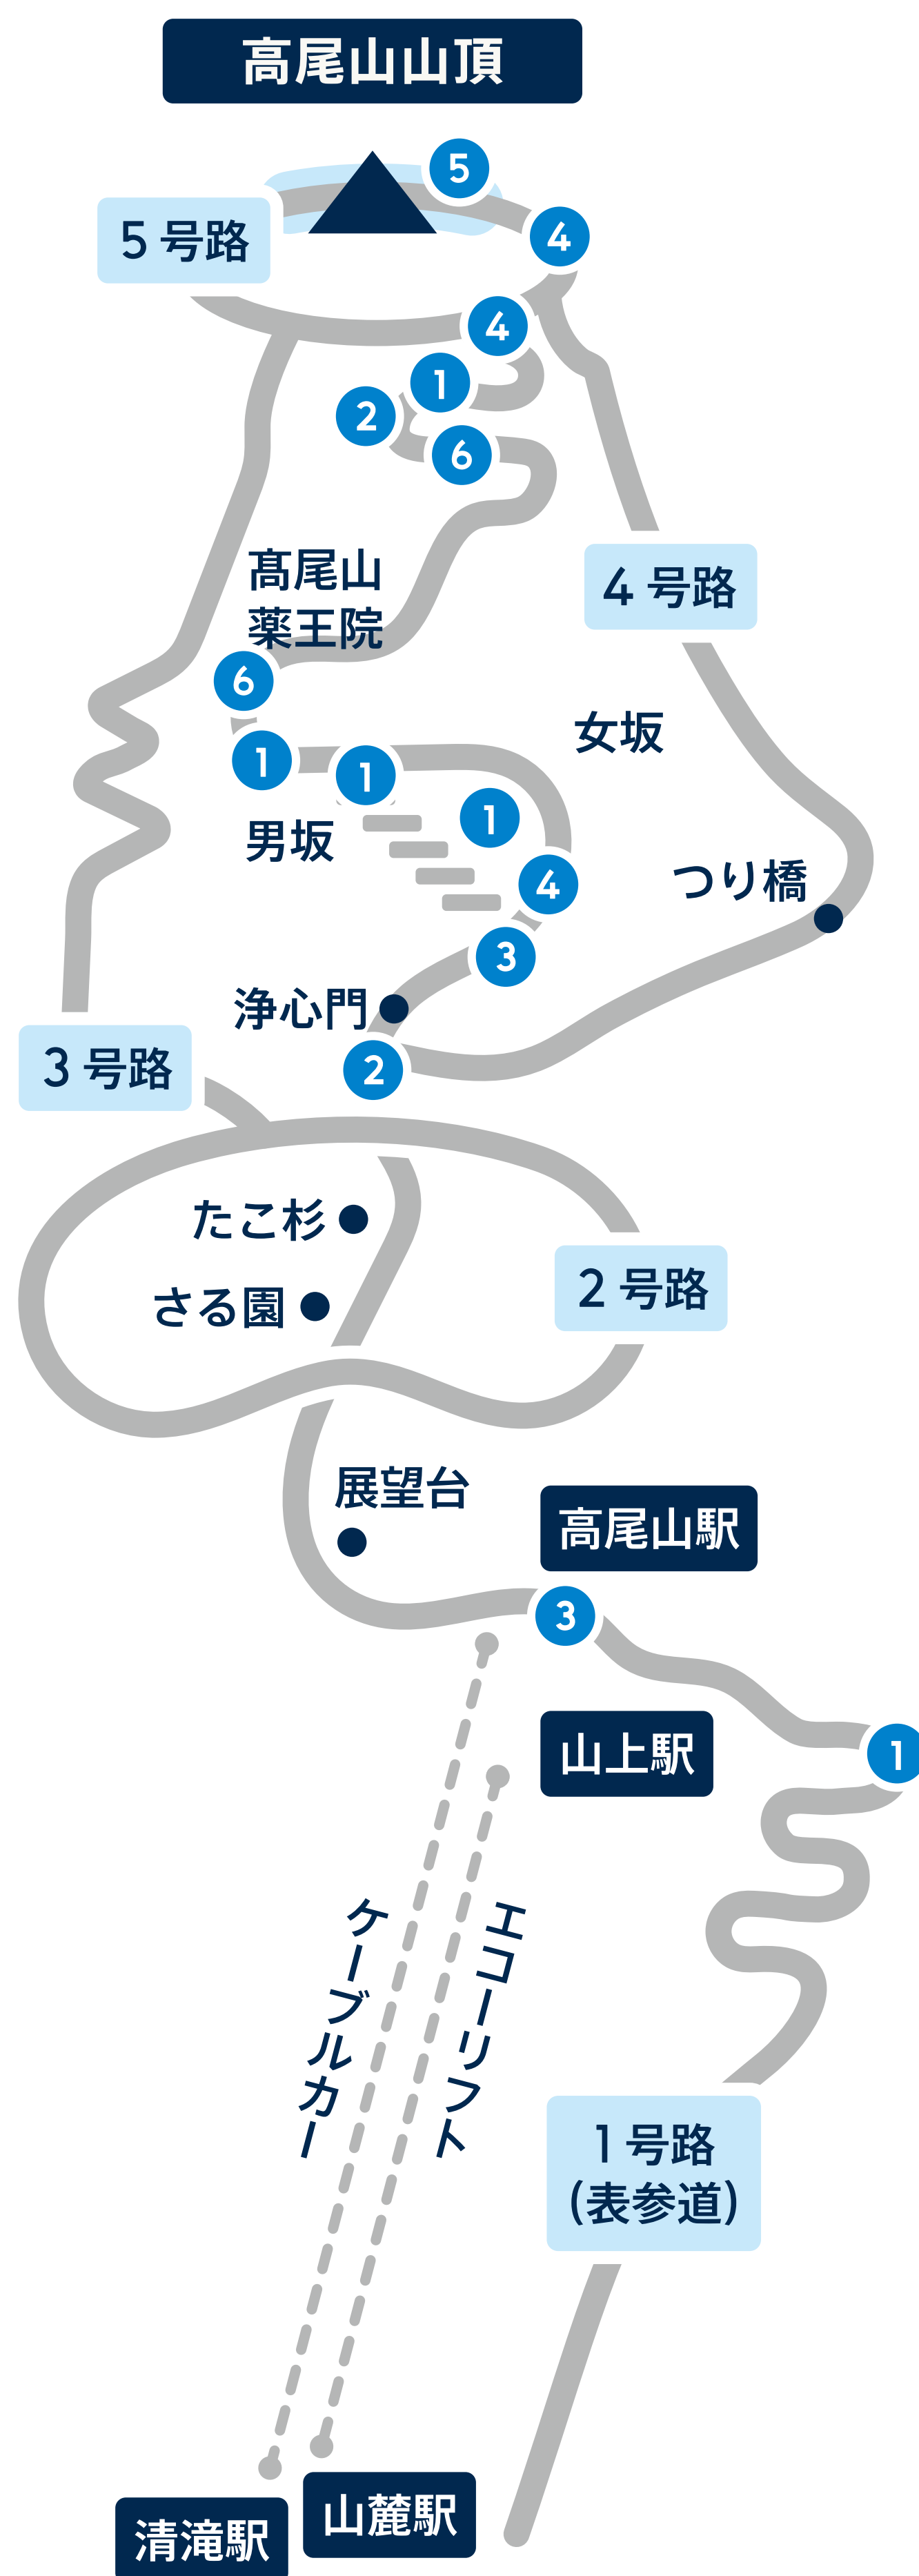 高尾山山頂
5
5 号路
4
4
1
2
6
髙尾山
薬王院
4 号路
6
女坂
1
1
男坂
1
つり橋
4
3
浄心門
2
3 号路
たこ杉
2 号路
さる園
展望台
高尾山駅
3
山上駅
1
ケーブルカー
エコーリフト
1 号路
(表参道)
山麓駅
清滝駅